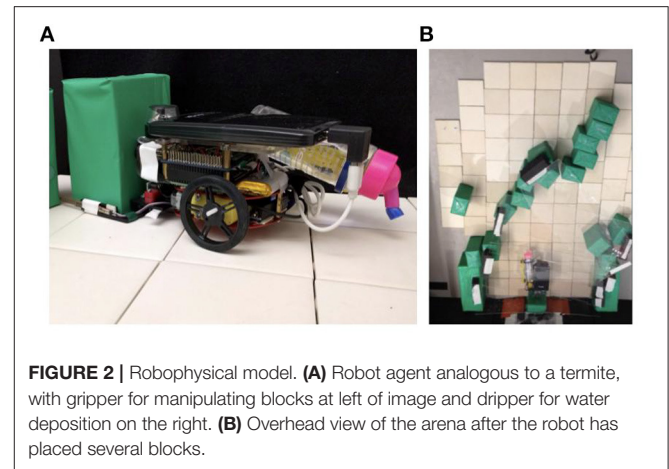 A
B
FIGURE 2 | Robophysical model. (A) Robot agent analogous to a termite,
with gripper for manipulating blocks at left of image and dripper for water
deposition on the right. (B) Overhead view of the arena after the robot has
placed several blocks.